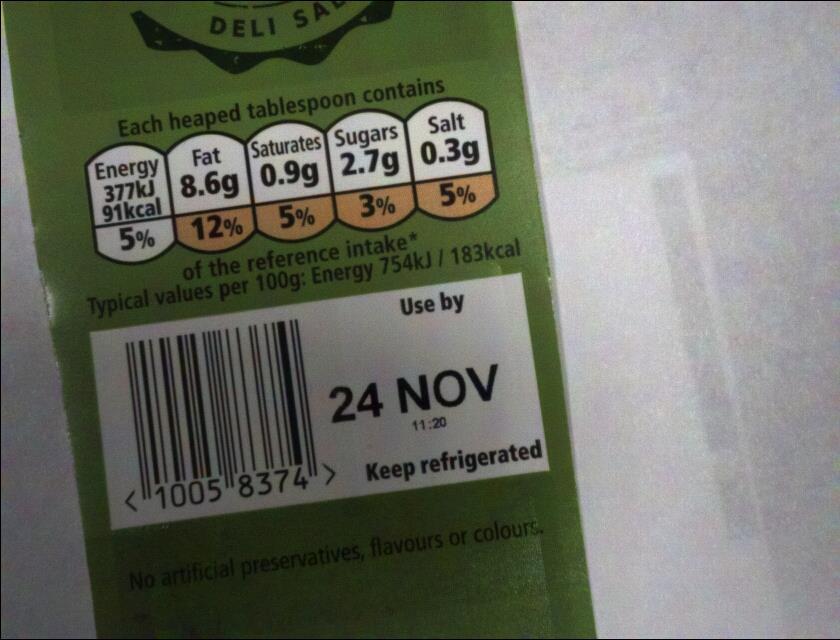 DELI SAL
Each heaped tablespoon contains
Energy 377kJ 91kcal 5%
Fat 8.6g 12%
Saturates 0.9g 5%
Sugars 2.7g 3%
Salt 0.3g 5%
of the reference intake*
Typical values per 100g: Energy 754kJ / 183kcal
Use by
24 NOV
11:20
Keep refrigerated
< 1005 8374 >
No artificial preservatives, flavours or colours.